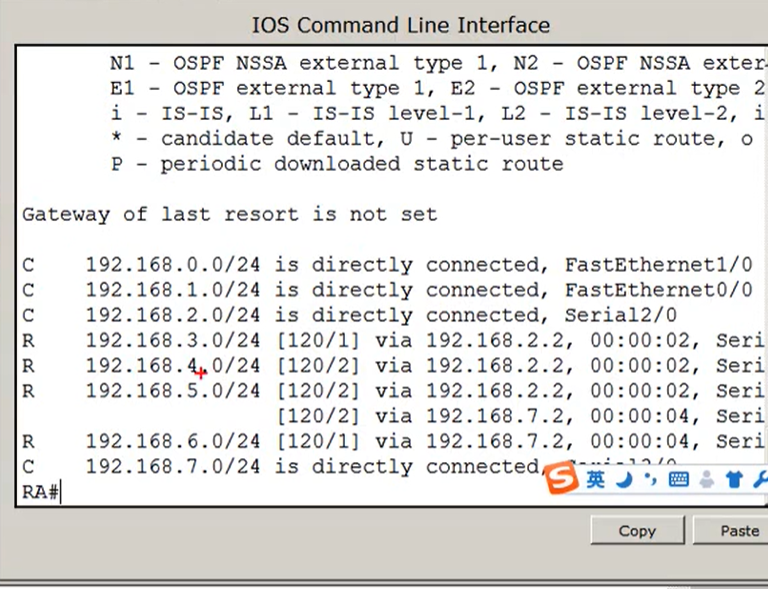 IOS Command Line Interface
N1 - OSPF NSSA external type 1, N2 - OSPF NSSA exter
E1 - OSPF external type 1, E2 - OSPF external type 2
i - IS-IS, L1 - IS-IS level-1, L2 - IS-IS level-2, i
* - candidate default, U - per-user static route, o
P - periodic downloaded static route
Gateway of last resort is not set
C 192.168.0.0/24 is directly connected, FastEthernet1/0
C 192.168.1.0/24 is directly connected, FastEthernet0/0
C 192.168.2.0/24 is directly connected, Serial2/0
R 192.168.3.0/24 [120/1] via 192.168.2.2, 00:00:02, Seri
R 192.168.4.0/24 [120/2] via 192.168.2.2, 00:00:02, Seri
R 192.168.5.0/24 [120/2] via 192.168.2.2, 00:00:02, Seri
[120/2] via 192.168.7.2, 00:00:04, Seri
R 192.168.6.0/24 [120/1] via 192.168.7.2, 00:00:04, Seri
C 192.168.7.0/24 is directly connected,
RA#
S 英
Copy Paste